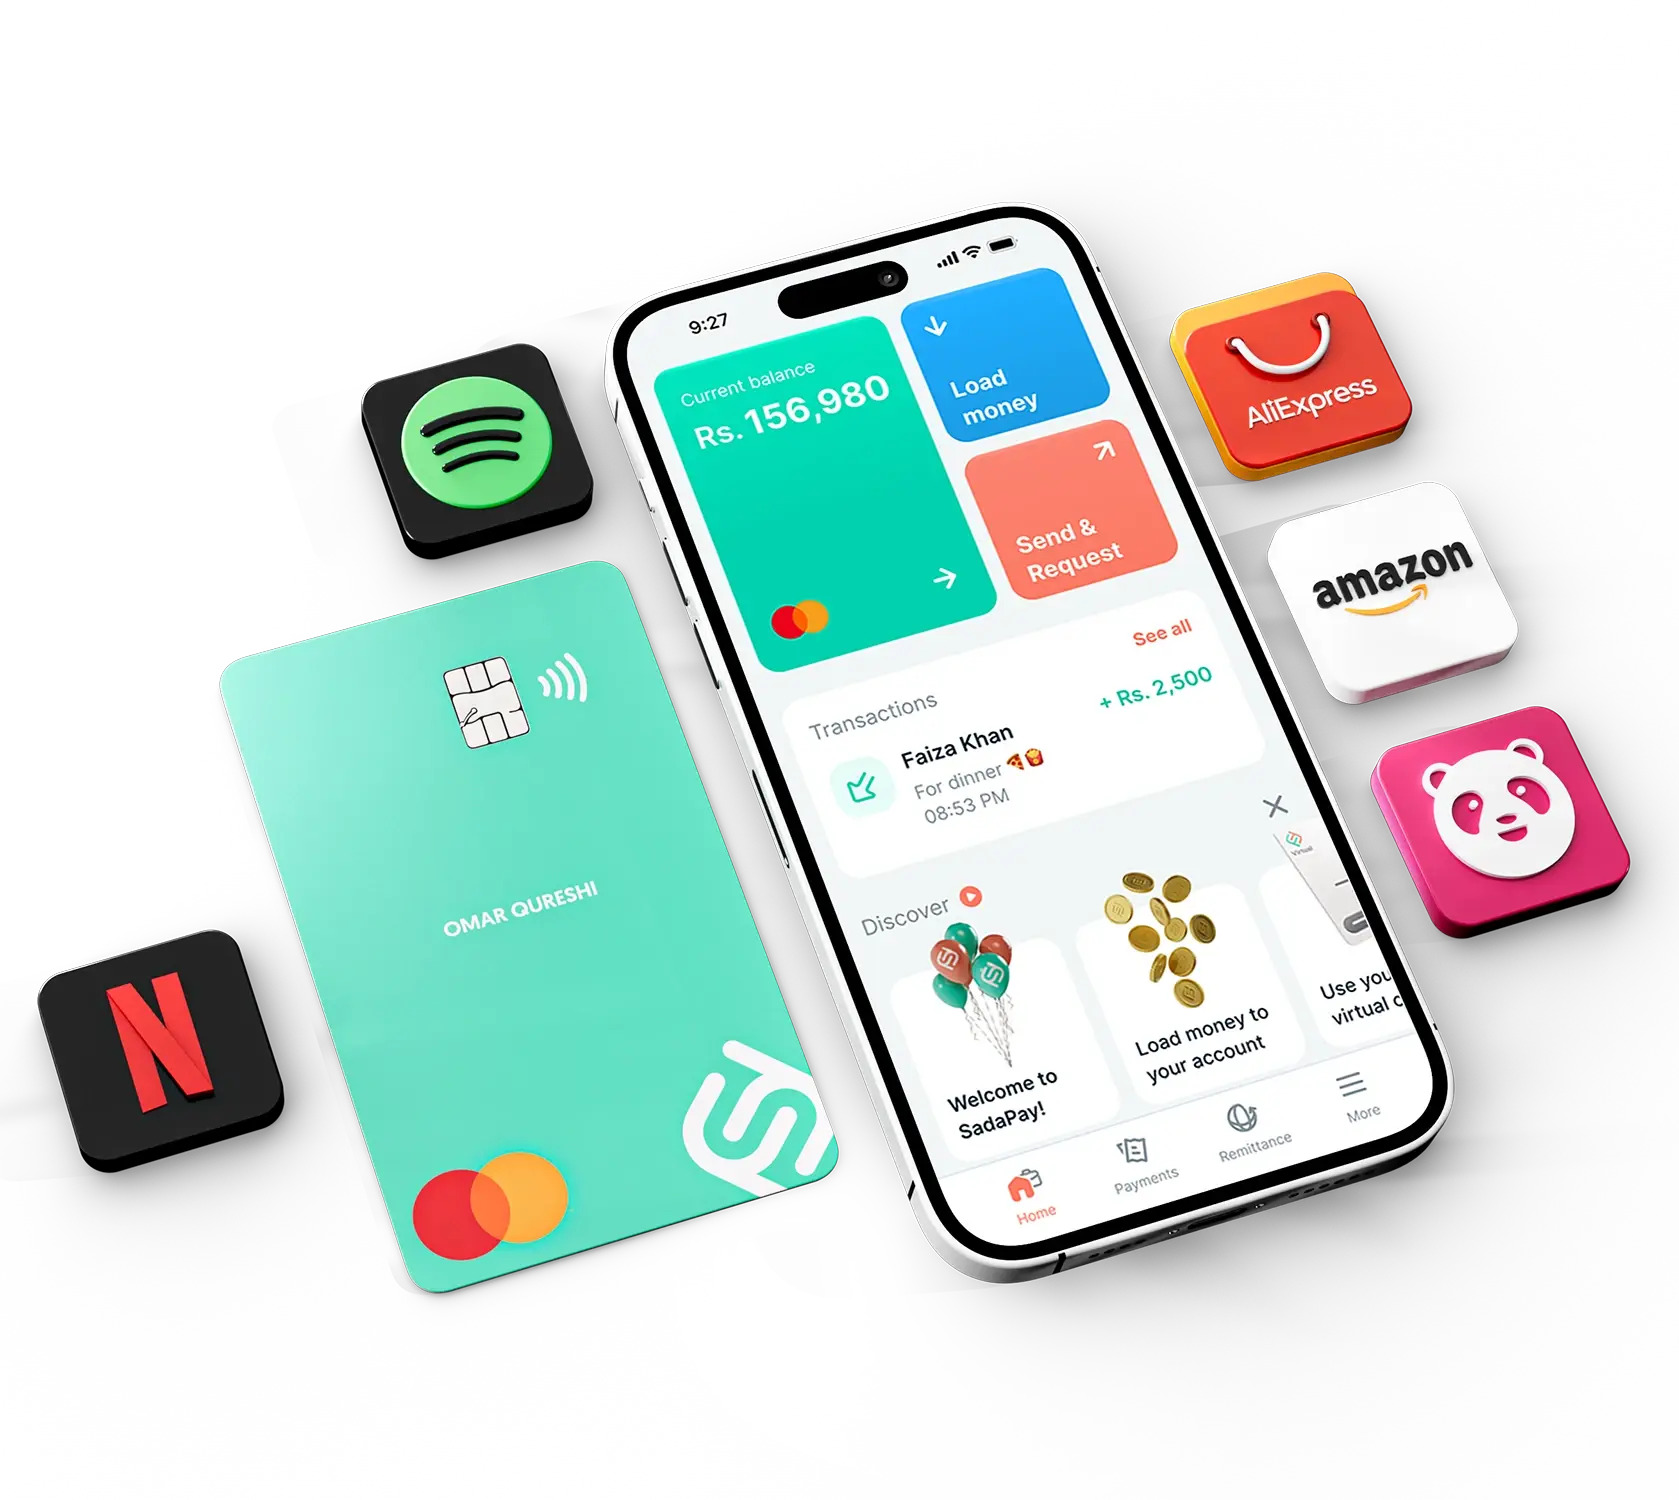 9:27
Current balance
Rs. 156,980
Load
money
Send &
Request
Transactions
See all
Faiza Khan
+ Rs. 2,500
For dinner 🍕🍟
08:53 PM
Discover
Welcome to
SadaPay!
Load money to
your account
Virtual
Use you
virtual c
Home
Payments
Remittance
More
OMAR QURESHI
AliExpress
amazon